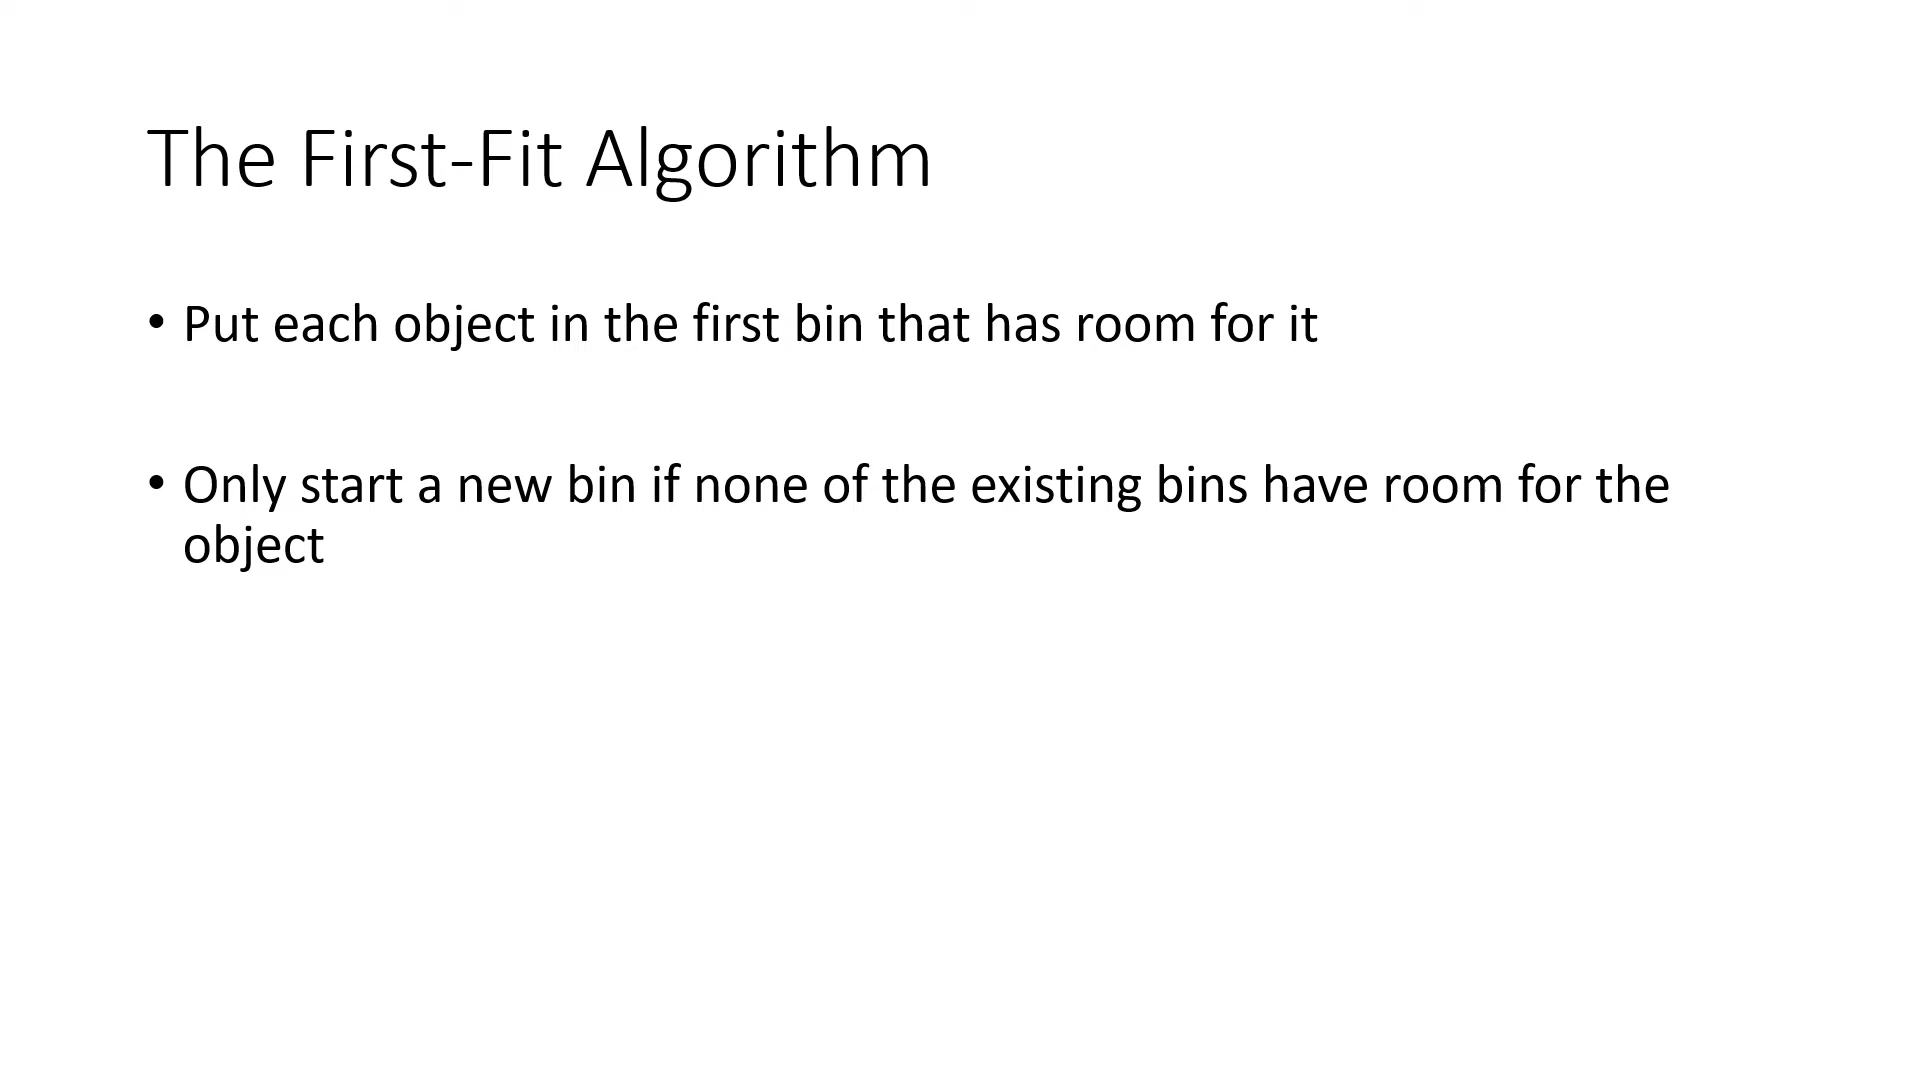 The First-Fit Algorithm
• Put each object in the first bin that has room for it
• Only start a new bin if none of the existing bins have room for the
object